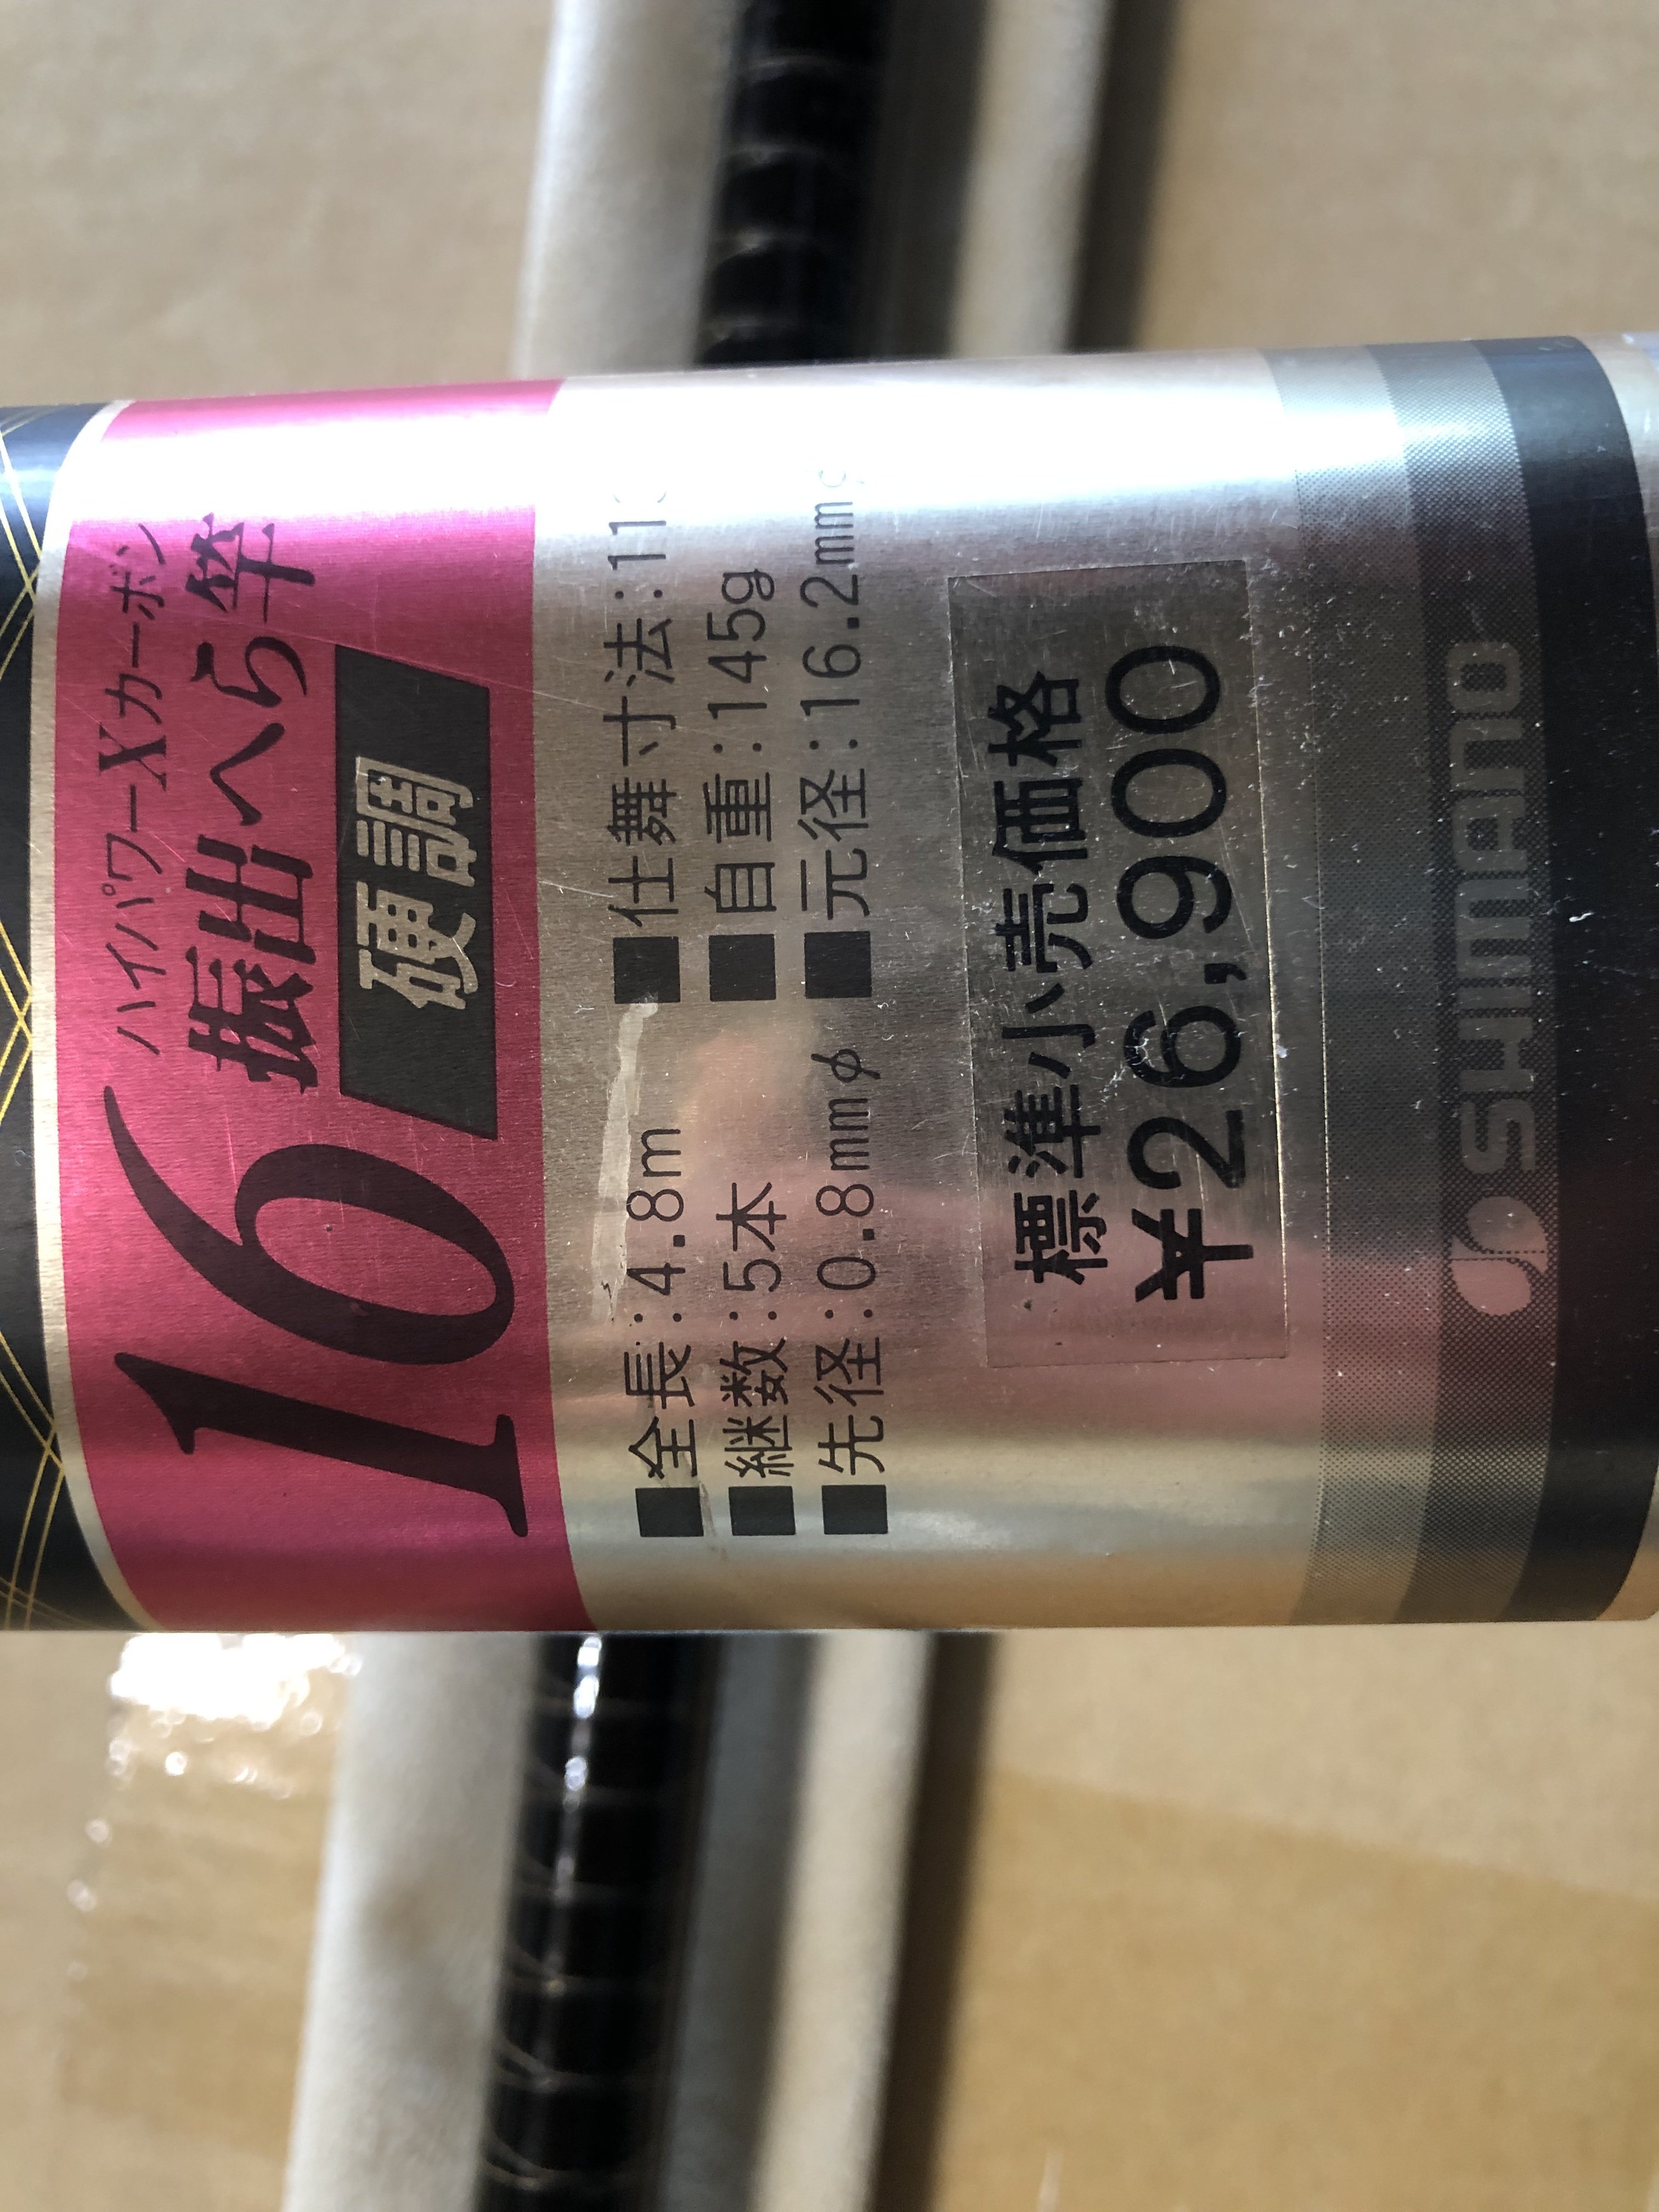 ハイパワーXカーボン
16 振出へら竿
硬調
■全長:4.8m ■仕舞寸法:11
■継数:5本 ■自重:145g
■先径:0.8mmφ ■元径:16.2mm
標準小売価格
¥26,900
SHIMANO